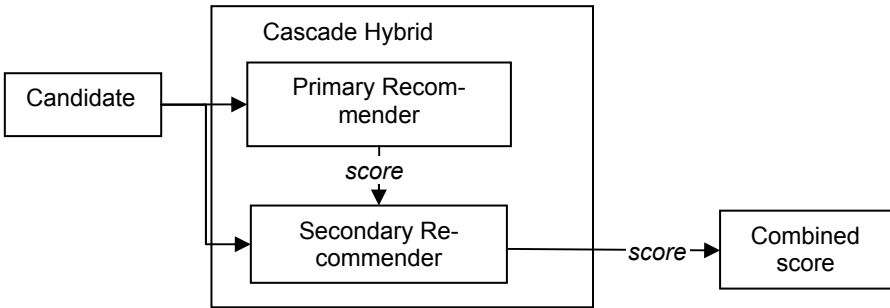 Cascade Hybrid
Candidate
Primary Recom-
mender
score
Secondary Re-
commender
score
Combined
score